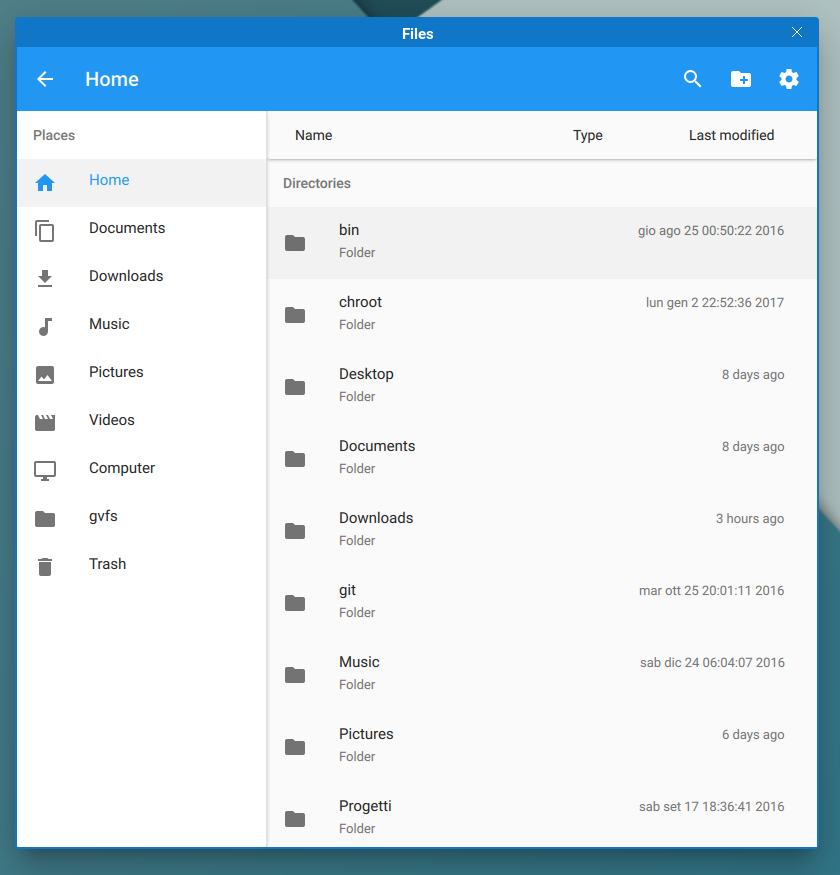 Files
Home
Places
Home
Documents
Downloads
Music
Pictures
Videos
Computer
gvfs
Trash
Name Type Last modified
Directories
bin gio ago 25 00:50:22 2016
Folder
chroot lun gen 2 22:52:36 2017
Folder
Desktop 8 days ago
Folder
Documents 8 days ago
Folder
Downloads 3 hours ago
Folder
git mar ott 25 20:01:11 2016
Folder
Music sab dic 24 06:04:07 2016
Folder
Pictures 6 days ago
Folder
Progetti sab set 17 18:36:41 2016
Folder